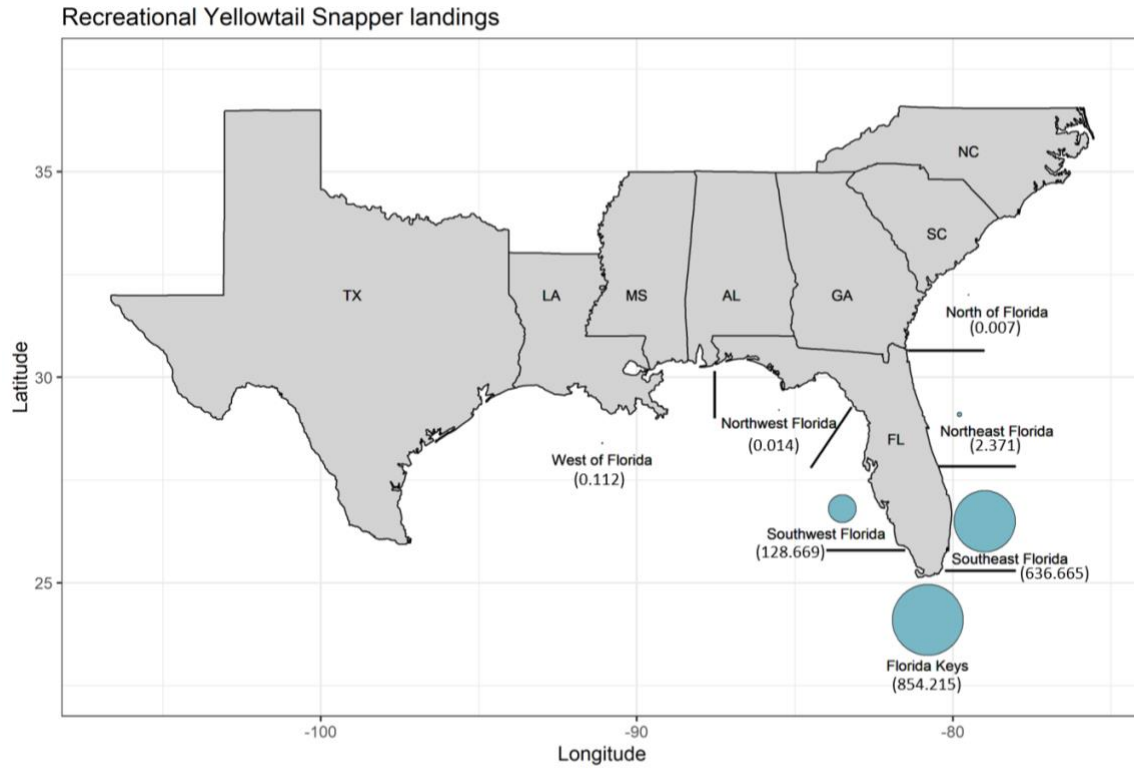 Recreational Yellowtail Snapper landings
35
NC
SC
TX
LA
MS
AL
GA
North of Florida
(0.007)
30
Latitude
Northwest Florida
(0.014)
FL
Northeast Florida
(2.371)
West of Florida
(0.112)
Southwest Florida
(128.669)
Southeast Florida
(636.665)
25
Florida Keys
(854.215)
-100
-90
-80
Longitude